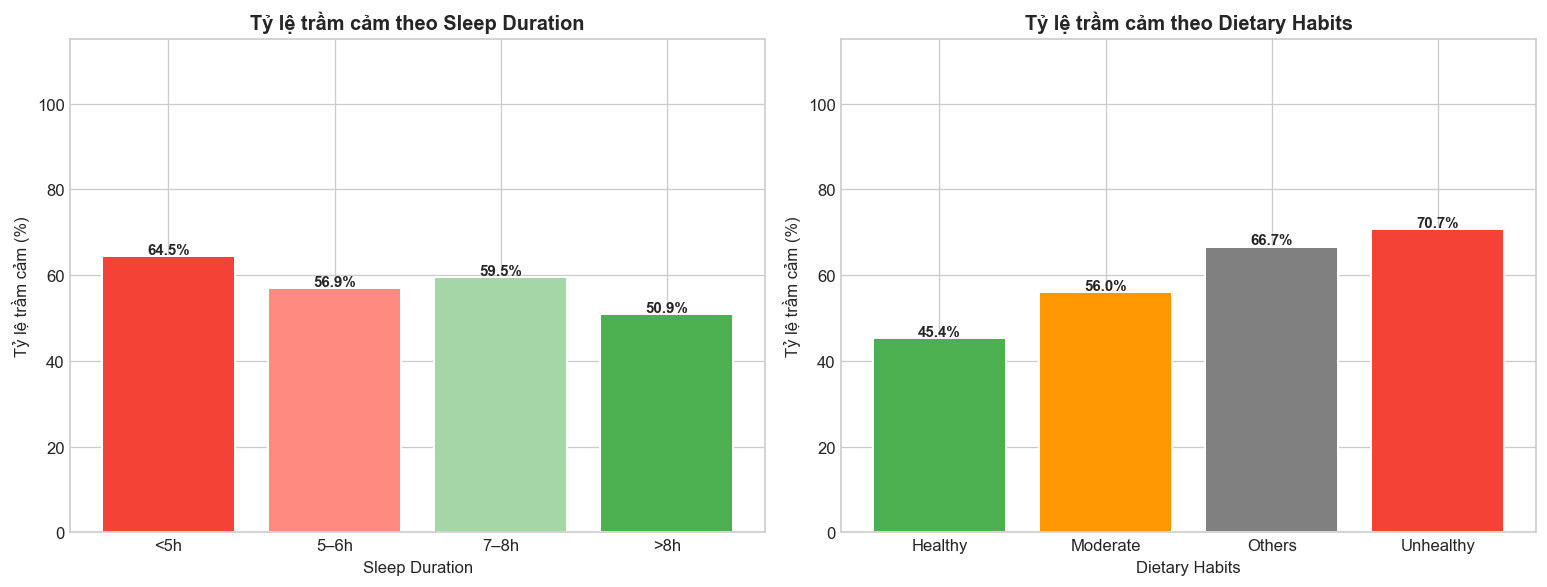 Tỷ lệ trầm cảm theo Sleep Duration
Tỷ lệ trầm cảm (%)
100
80
60
40
20
0
64.5%
56.9%
59.5%
50.9%
<5h
5–6h
7–8h
>8h
Sleep Duration
Tỷ lệ trầm cảm theo Dietary Habits
Tỷ lệ trầm cảm (%)
100
80
60
40
20
0
45.4%
56.0%
66.7%
70.7%
Healthy
Moderate
Others
Unhealthy
Dietary Habits